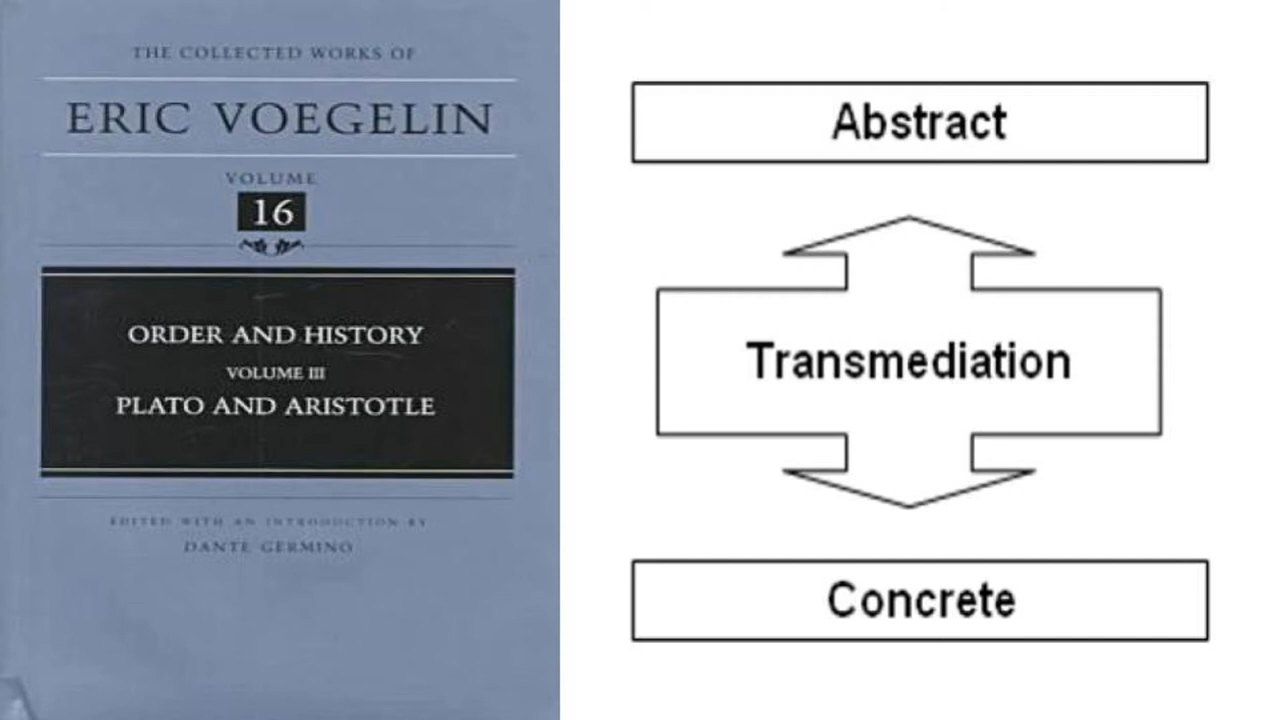 THE COLLECTED WORKS OF
ERIC VOEGELIN
VOLUME
16
ORDER AND HISTORY
VOLUME III
PLATO AND ARISTOTLE
EDITED WITH AN INTRODUCTION BY
DANTE GERMINO
Abstract
Transmediation
Concrete